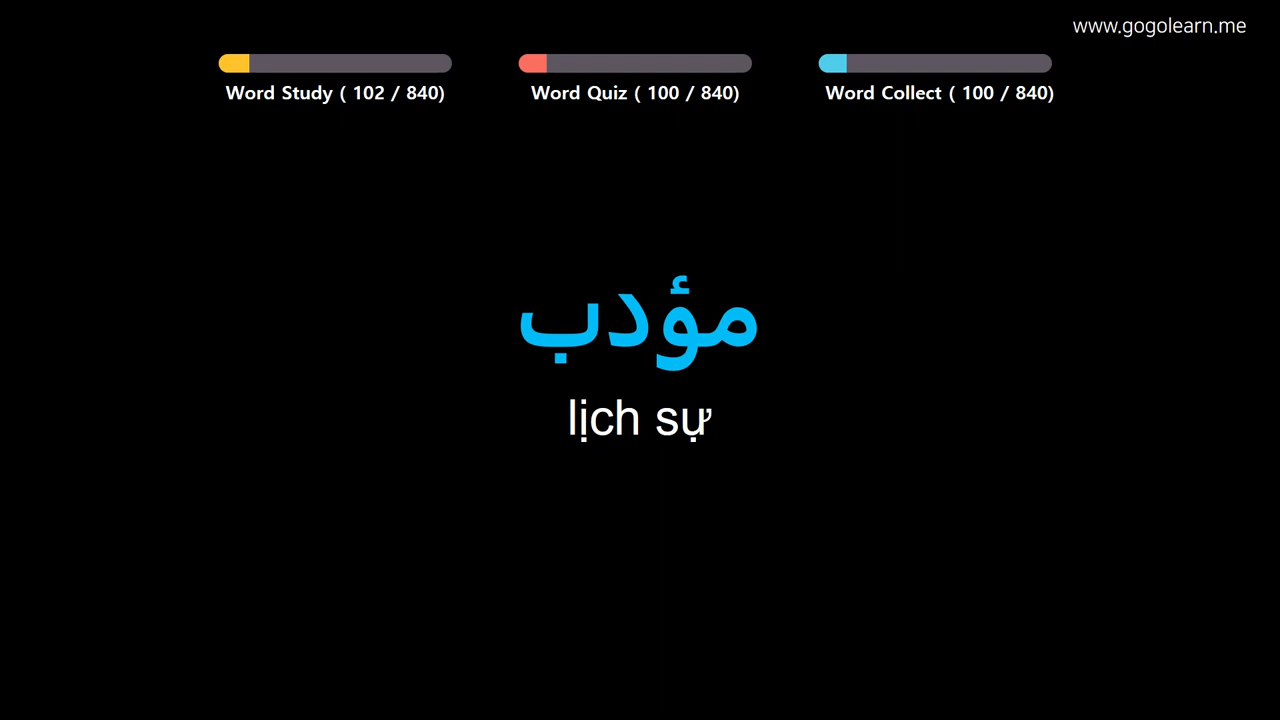 www.gogolearn.me
Word Study ( 102 / 840)
Word Quiz ( 100 / 840)
Word Collect ( 100 / 840)
مؤدب
lịch sự